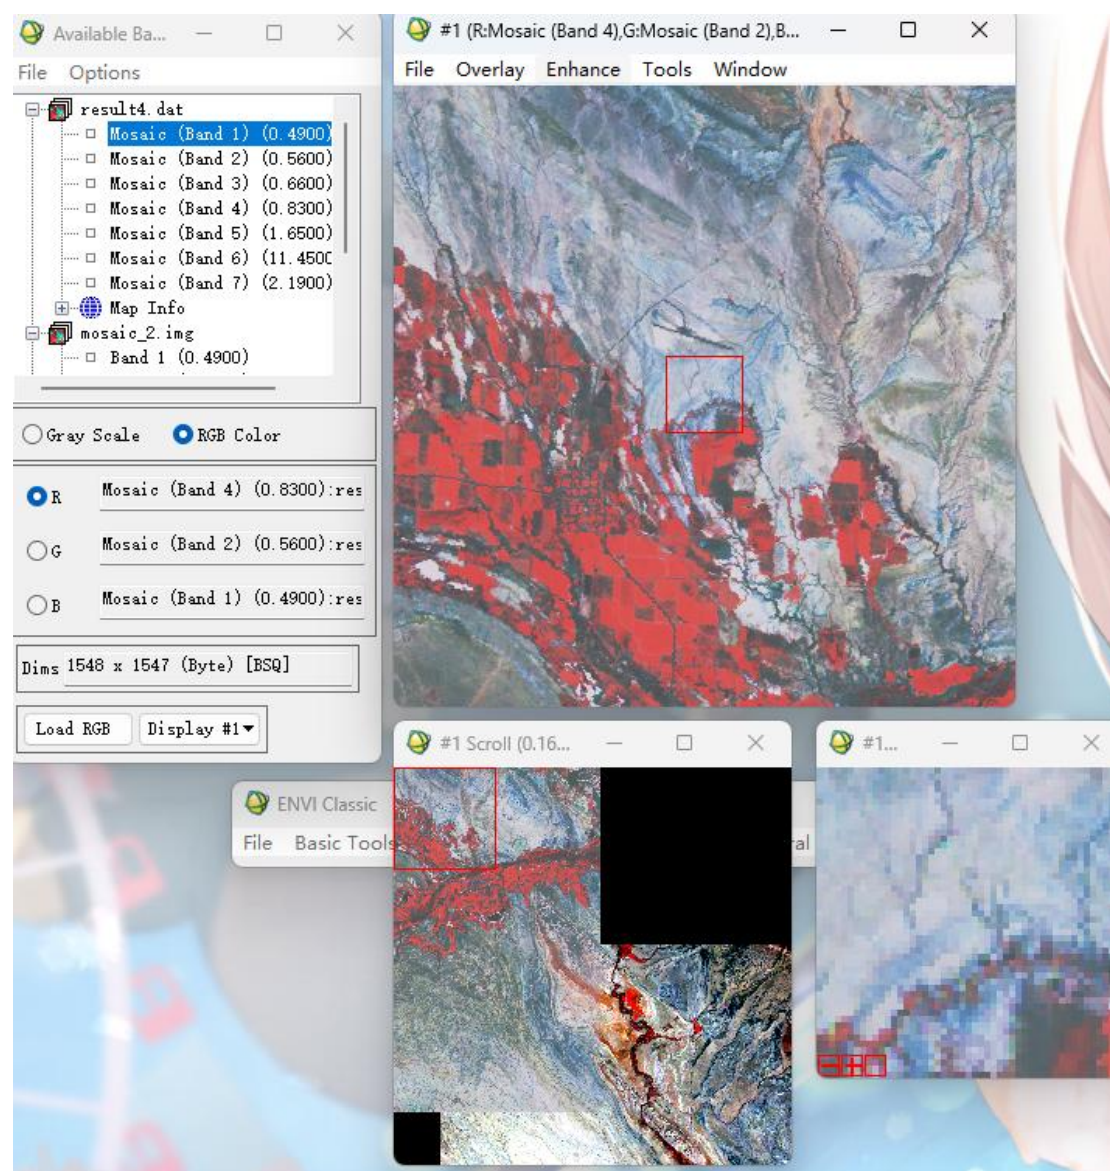 Available Ba...
File Options
result4.dat
Mosaic (Band 1) (0.4900)
Mosaic (Band 2) (0.5600)
Mosaic (Band 3) (0.6600)
Mosaic (Band 4) (0.8300)
Mosaic (Band 5) (1.6500)
Mosaic (Band 6) (11.450
Mosaic (Band 7) (2.1900)
Map Info
mosaic_2.img
Band 1 (0.4900)
Gray Scale RGB Color
R Mosaic (Band 4) (0.8300):res
G Mosaic (Band 2) (0.5600):res
B Mosaic (Band 1) (0.4900):res
Dims 1548 x 1547 (Byte) [BSQ]
Load RGB Display #1
#1 (R:Mosaic (Band 4),G:Mosaic (Band 2),B...
File Overlay Enhance Tools Window
#1 Scroll (0.16...
#1...
ENVI Classic
File Basic Tools